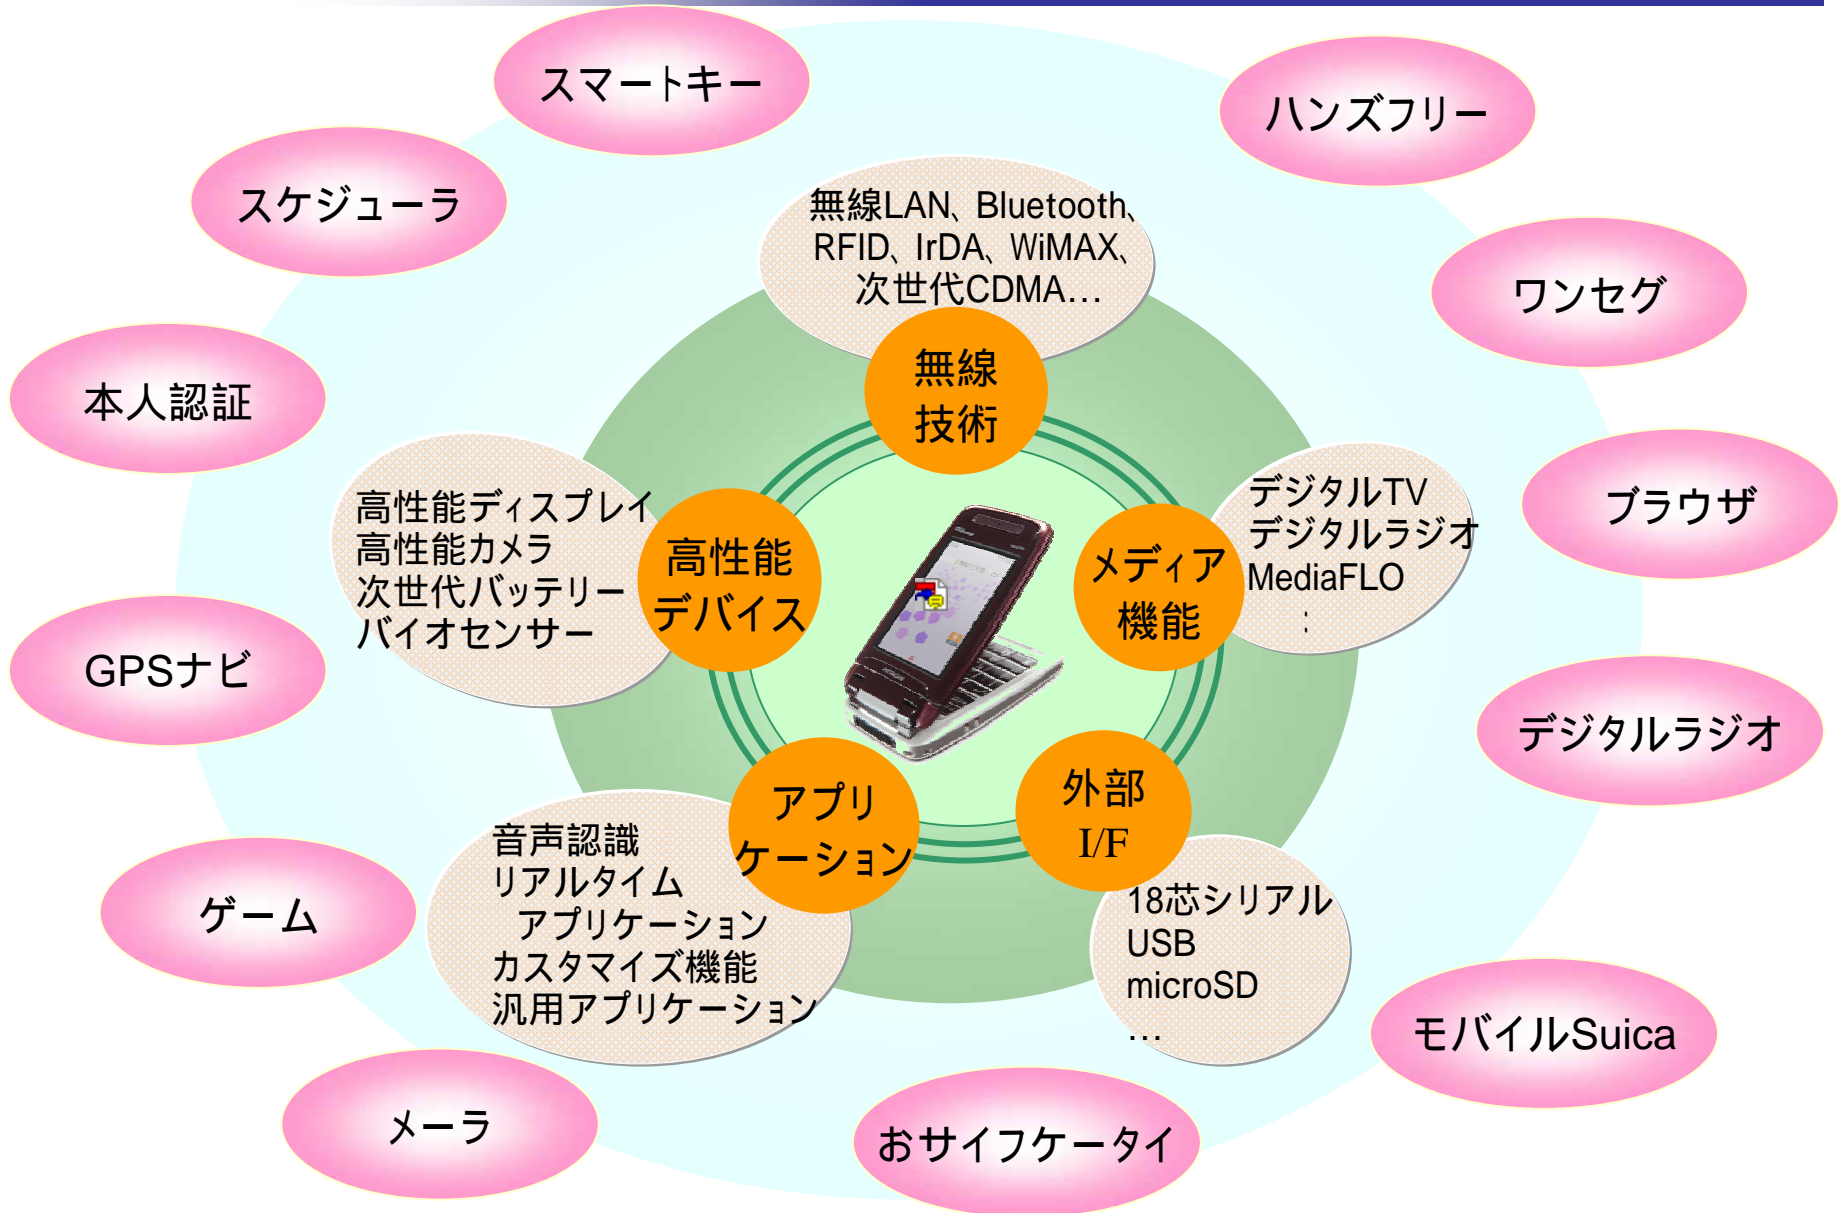 スマートキー
ハンズフリー
スケジューラ
無線LAN、Bluetooth、
RFID、IrDA、WiMAX、
次世代CDMA…
ワンセグ
無線
技術
本人認証
高性能ディスプレイ
高性能カメラ
次世代バッテリー
バイオセンサー
高性能
デバイス
メディア
機能
デジタルTV
デジタルラジオ
MediaFLO
：
ブラウザ
GPSナビ
デジタルラジオ
アプリ
ケーション
外部
I/F
音声認識
リアルタイム
アプリケーション
カスタマイズ機能
汎用アプリケーション
18芯シリアル
USB
microSD
…
ゲーム
モバイルSuica
メーラ
おサイフケータイ